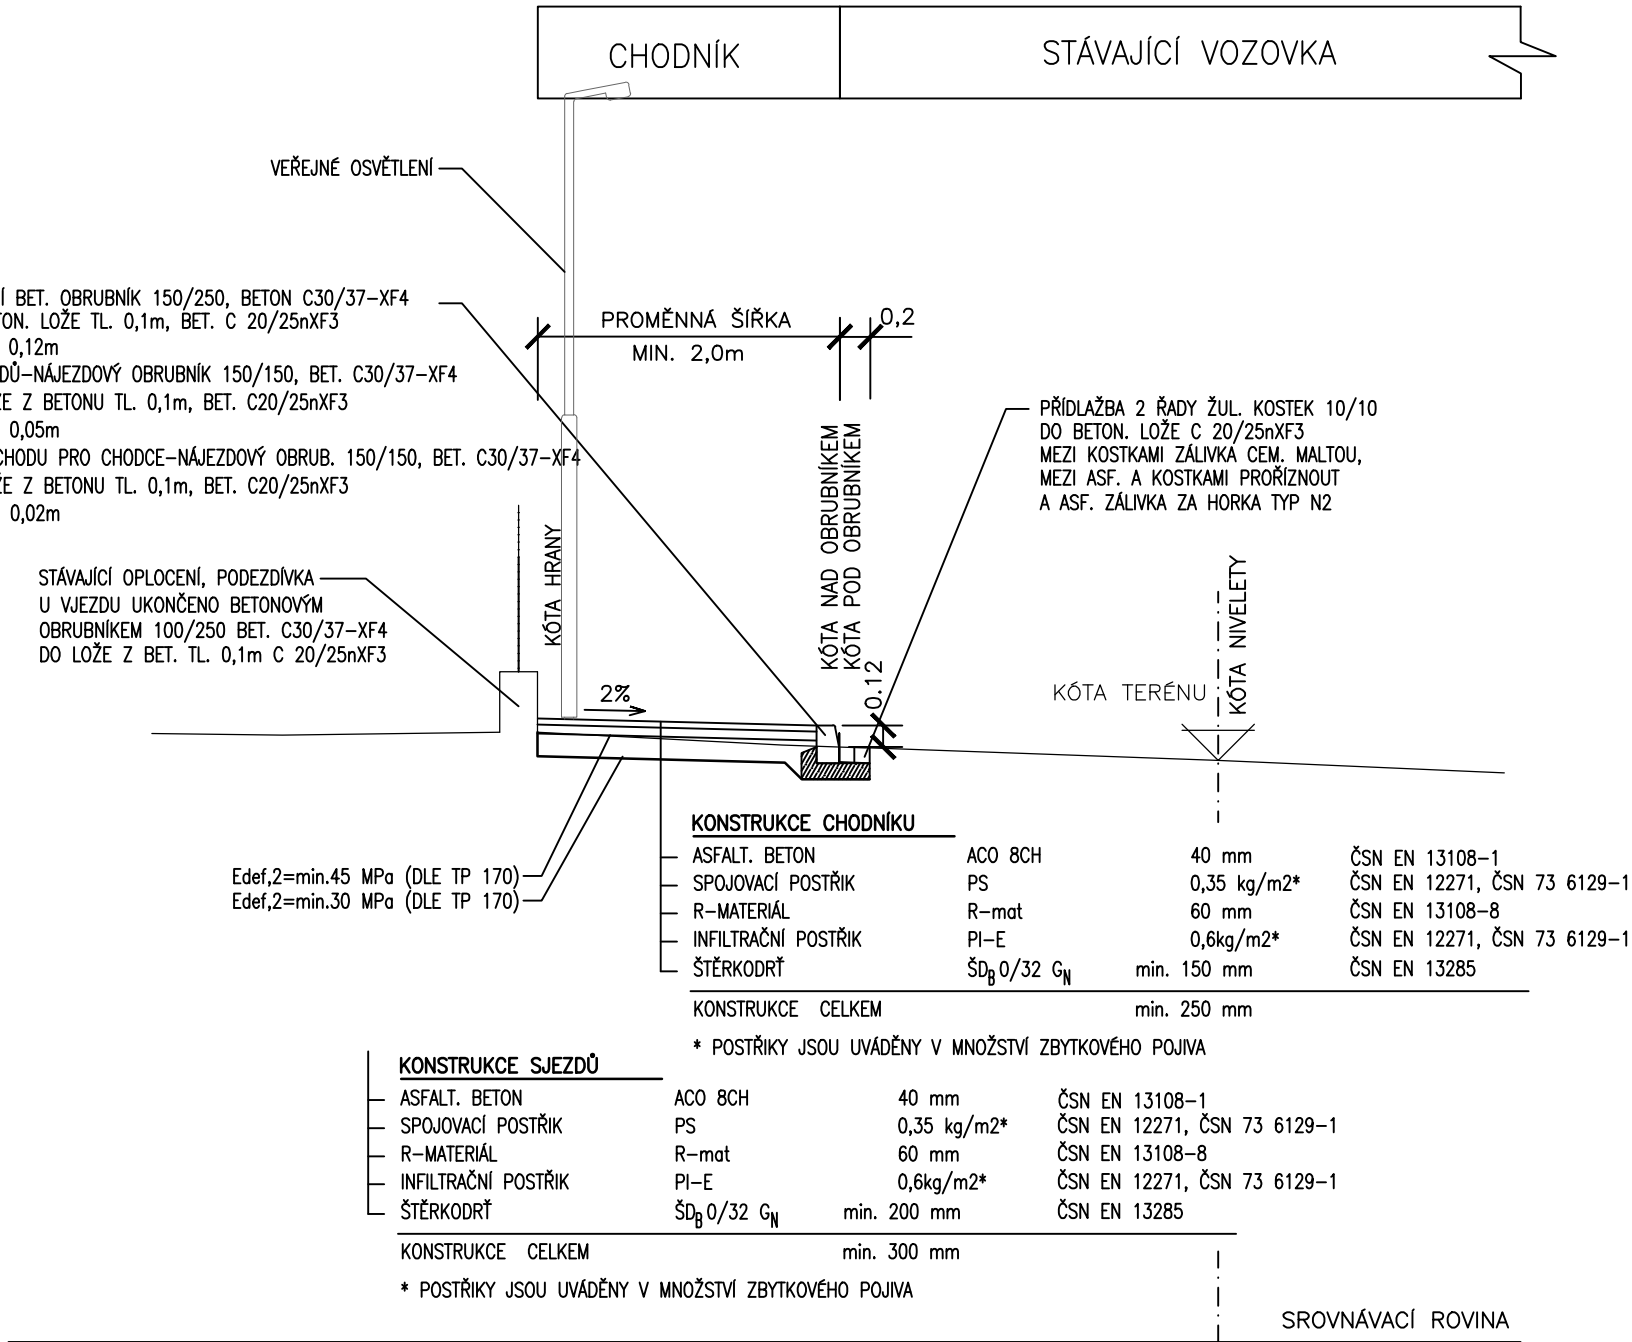 CHODNÍK
STÁVAJÍCÍ VOZOVKA
VEŘEJNÉ OSVĚTLENÍ
BET. OBRUBNÍK 150/250, BETON C30/37-XF4
LOŽE TL. 0,1m, BET. C 20/25nXF3
0,12m
NÁJEZDOVÝ OBRUBNÍK 150/150, BET. C30/37-XF4
Z BETONU TL. 0,1m, BET. C20/25nXF3
0,05m
PRO CHODCE-NÁJEZDOVÝ OBRUB. 150/150, BET. C30/37-XF4
Z BETONU TL. 0,1m, BET. C20/25nXF3
0,02m
PROMĚNNÁ ŠÍŘKA
MIN. 2,0m
0,2
PŘÍDLAŽBA 2 ŘADY ŽUL. KOSTEK 10/10
DO BETON. LOŽE C 20/25nXF3
MEZI KOSTKAMI ZÁLIVKA CEM. MALTOU,
MEZI ASF. A KOSTKAMI PROŘÍZNOUT
A ASF. ZÁLIVKA ZA HORKA TYP N2
STÁVAJÍCÍ OPLOCENÍ, PODEZDÍVKA
U VJEZDU UKONČENO BETONOVÝM
OBRUBNÍKEM 100/250 BET. C30/37-XF4
DO LOŽE Z BET. TL. 0,1m C 20/25nXF3
KÓTA HRANY
KÓTA NAD OBRUBNÍKEM
KÓTA POD OBRUBNÍKEM
0.12
2%
KÓTA TERÉNU
KÓTA NIVELETY
Edef,2=min.45 MPa (DLE TP 170)
Edef,2=min.30 MPa (DLE TP 170)
KONSTRUKCE CHODNÍKU
ASFALT. BETON ACO 8CH 40 mm ČSN EN 13108-1
SPOJOVACÍ POSTŘIK PS 0,35 kg/m2* ČSN EN 12271, ČSN 73 6129-1
R-MATERIÁL R-mat 60 mm ČSN EN 13108-8
INFILTRAČNÍ POSTŘIK PI-E 0,6kg/m2* ČSN EN 12271, ČSN 73 6129-1
ŠTĚRKODRŤ ŠDB 0/32 GN min. 150 mm ČSN EN 13285
KONSTRUKCE CELKEM min. 250 mm
* POSTŘIKY JSOU UVÁDĚNY V MNOŽSTVÍ ZBYTKOVÉHO POJIVA
KONSTRUKCE SJEZDŮ
ASFALT. BETON ACO 8CH 40 mm ČSN EN 13108-1
SPOJOVACÍ POSTŘIK PS 0,35 kg/m2* ČSN EN 12271, ČSN 73 6129-1
R-MATERIÁL R-mat 60 mm ČSN EN 13108-8
INFILTRAČNÍ POSTŘIK PI-E 0,6kg/m2* ČSN EN 12271, ČSN 73 6129-1
ŠTĚRKODRŤ ŠDB 0/32 GN min. 200 mm ČSN EN 13285
KONSTRUKCE CELKEM min. 300 mm
* POSTŘIKY JSOU UVÁDĚNY V MNOŽSTVÍ ZBYTKOVÉHO POJIVA
SROVNÁVACÍ ROVINA